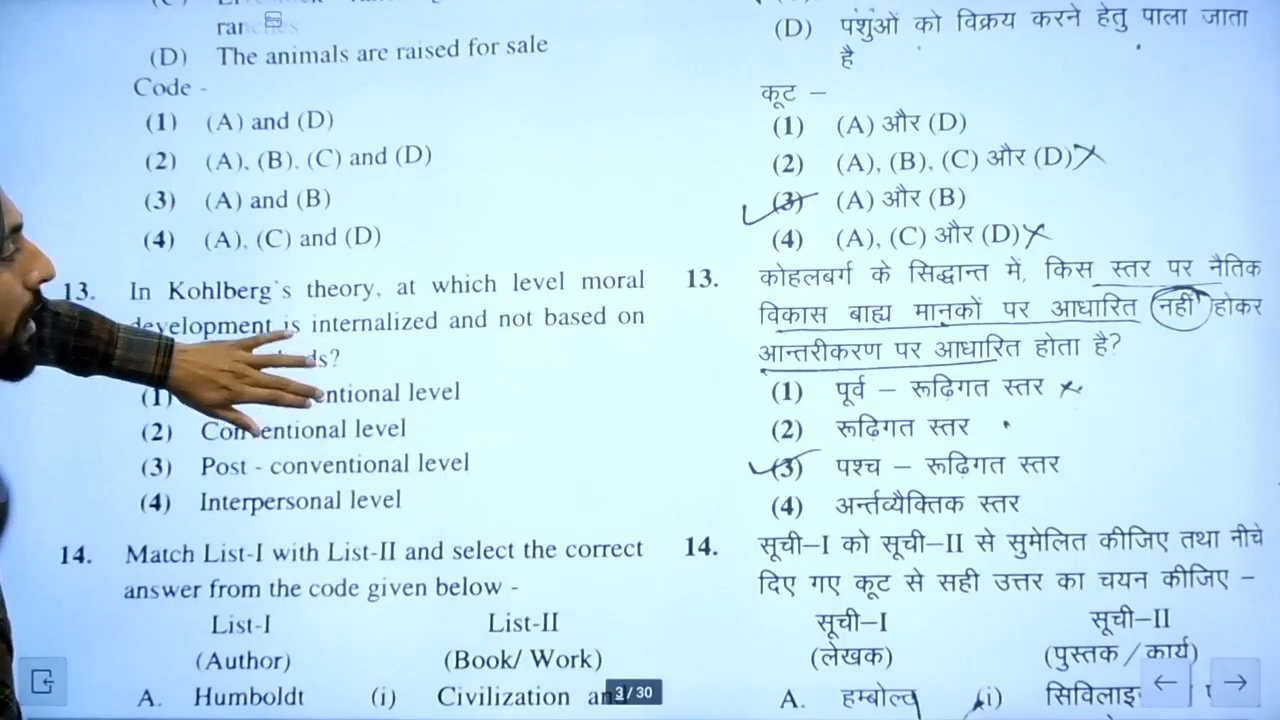 (D) The animals are raised for sale
Code -
(1) (A) and (D)
(2) (A), (B), (C) and (D)
(3) (A) and (B)
(4) (A), (C) and (D)
13. In Kohlberg's theory, at which level moral
development is internalized and not based on
(1)
(2) Conventional level
(3) Post - conventional level
(4) Interpersonal level
14. Match List-I with List-II and select the correct
answer from the code given below -
List-I List-II
(Author) (Book/ Work)
A. Humboldt (i) Civilization
(D) पशुंओं को विक्रय करने हेतु पाला जाता
है
कूट –
(1) (A) और (D)
(2) (A), (B), (C) और (D)
(3) (A) और (B)
(4) (A), (C) और (D)
13. कोहलबर्ग के सिद्धान्त में, किस स्तर पर नैतिक
विकास बाह्य मानकों पर आधारित नहीं होकर
आन्तरीकरण पर आधारित होता है?
(1) पूर्व – रूढ़िगत स्तर
(2) रूढ़िगत स्तर
(3) पश्च – रूढ़िगत स्तर
(4) अर्न्तव्यैक्तिक स्तर
14. सूची–I को सूची–II से सुमेलित कीजिए तथा नीचे
दिए गए कूट से सही उत्तर का चयन कीजिए –
सूची–I सूची–II
(लेखक) (पुस्तक / कार्य)
A. हम्बोल्ट (i)
3 / 30